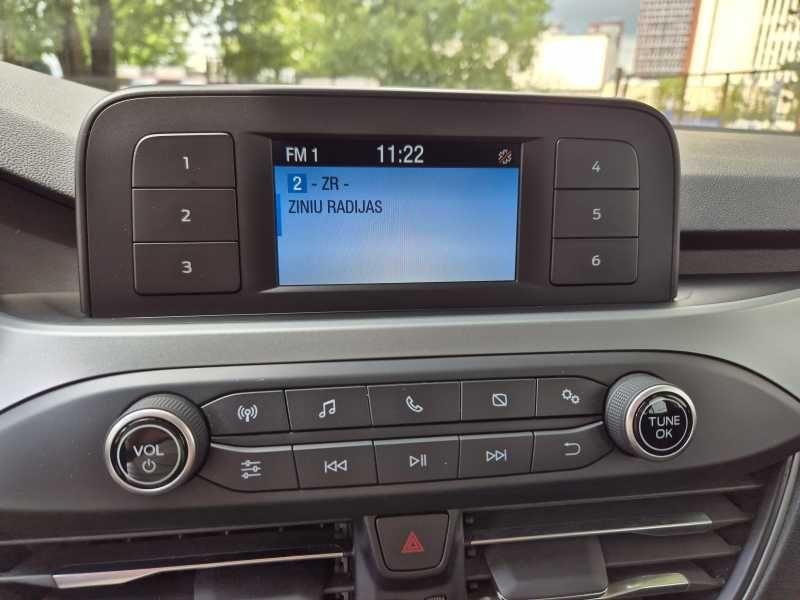 FM 1 11:22
2 - ZR -
ZINIU RADIJAS
1
2
3
4
5
6
VOL
TUNE
OK